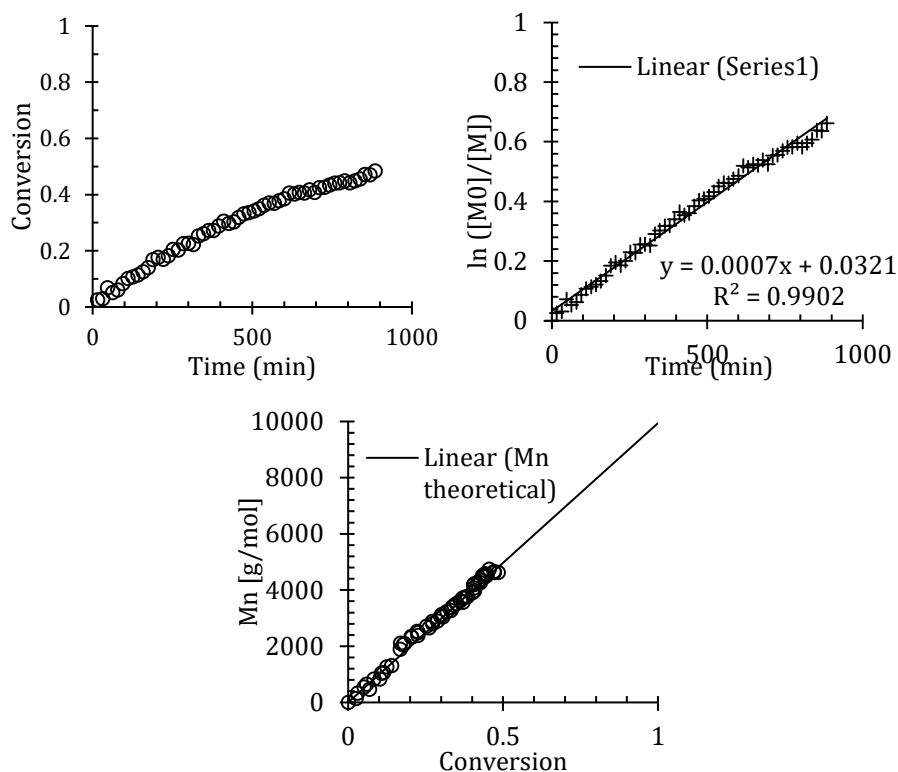 1
0.8
0.6
0.4
0.2
0
Conversion
0
500
1000
Time (min)
1
0.8
0.6
0.4
0.2
0
ln ([M0]/[M])
Linear (Series1)
y = 0.0007x + 0.0321
R² = 0.9902
0
500
1000
Time (min)
10000
8000
6000
4000
2000
0
Mn [g/mol]
Linear (Mn
theoretical)
0
0.5
1
Conversion